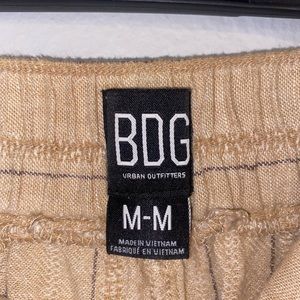 BDG
URBAN OUTFITTERS
M-M
MADE IN VIETNAM
FABRIQUÉ EN VIETNAM